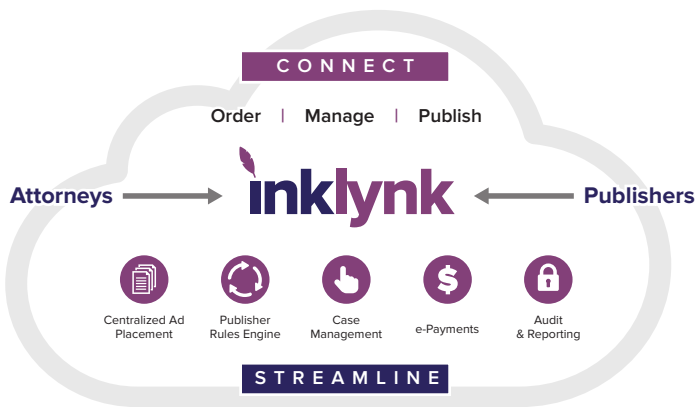 CONNECT
Order | Manage | Publish
Attorneys
inklynk
Publishers
Centralized Ad
Placement
Publisher
Rules Engine
Case
Management
e-Payments
Audit
& Reporting
STREAMLINE